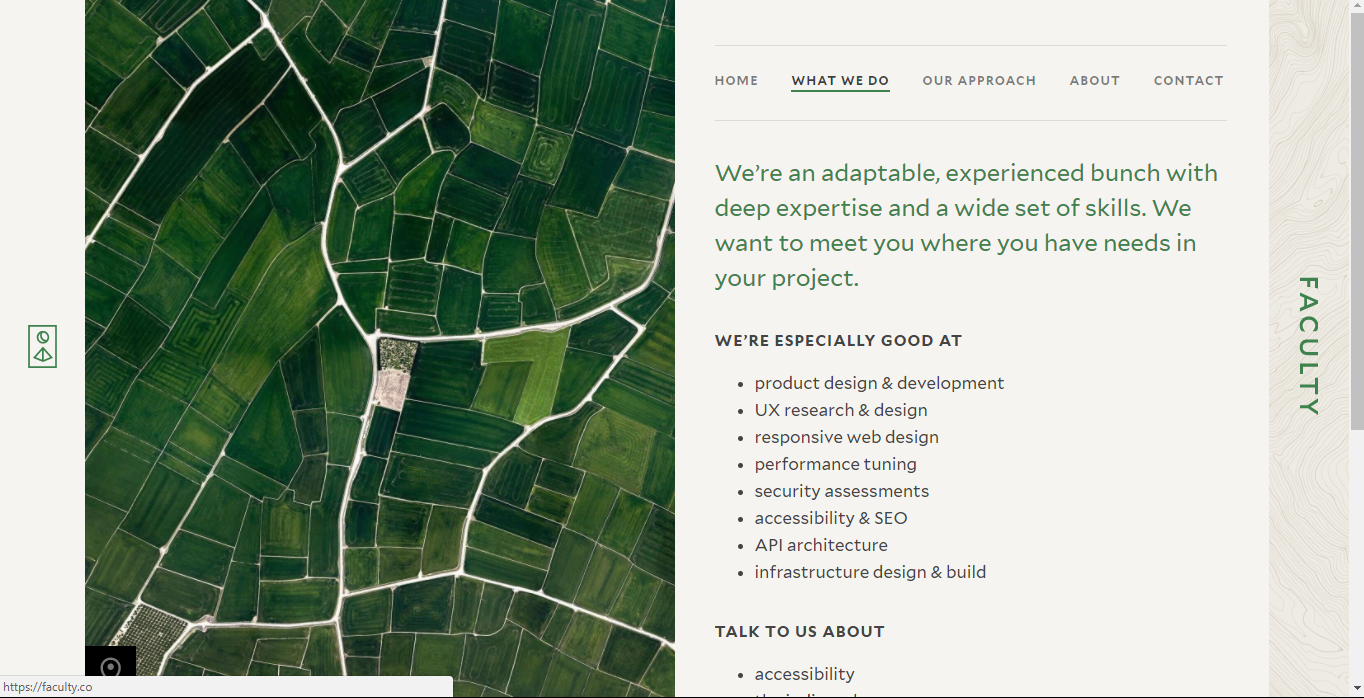 HOME WHAT WE DO OUR APPROACH ABOUT CONTACT
We’re an adaptable, experienced bunch with
deep expertise and a wide set of skills. We
want to meet you where you have needs in
your project.
WE’RE ESPECIALLY GOOD AT
• product design & development
• UX research & design
• responsive web design
• performance tuning
• security assessments
• accessibility & SEO
• API architecture
• infrastructure design & build
TALK TO US ABOUT
• accessibility
FACULTY
https://faculty.co